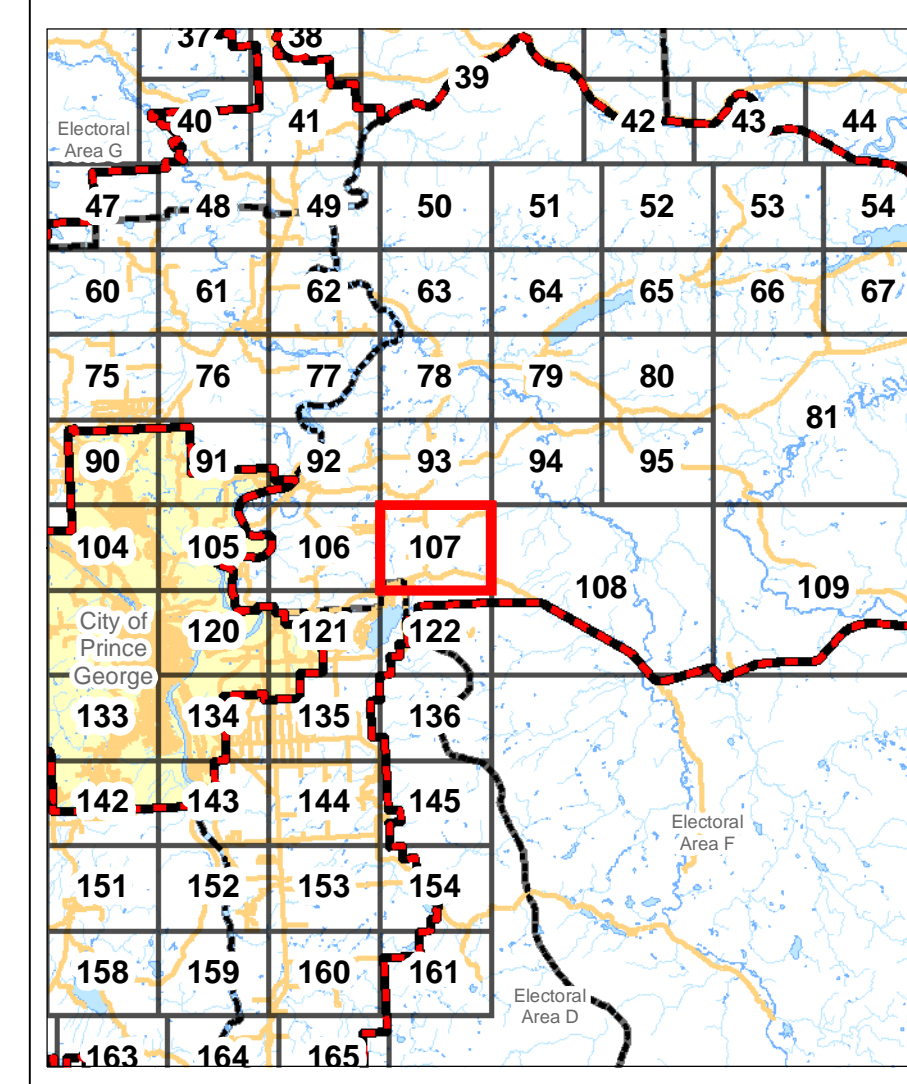 37 38
39
40 41 42 43 44
Electoral
Area G
47 48 49 50 51 52 53 54
60 61 62 63 64 65 66 67
75 76 77 78 79 80
81
90 91 92 93 94 95
104 105 106 107
108 109
City of
Prince
George
120 121 122
133 134 135 136
142 143 144 145
Electoral
Area F
151 152 153 154
158 159 160 161
Electoral
Area D
163 164 165